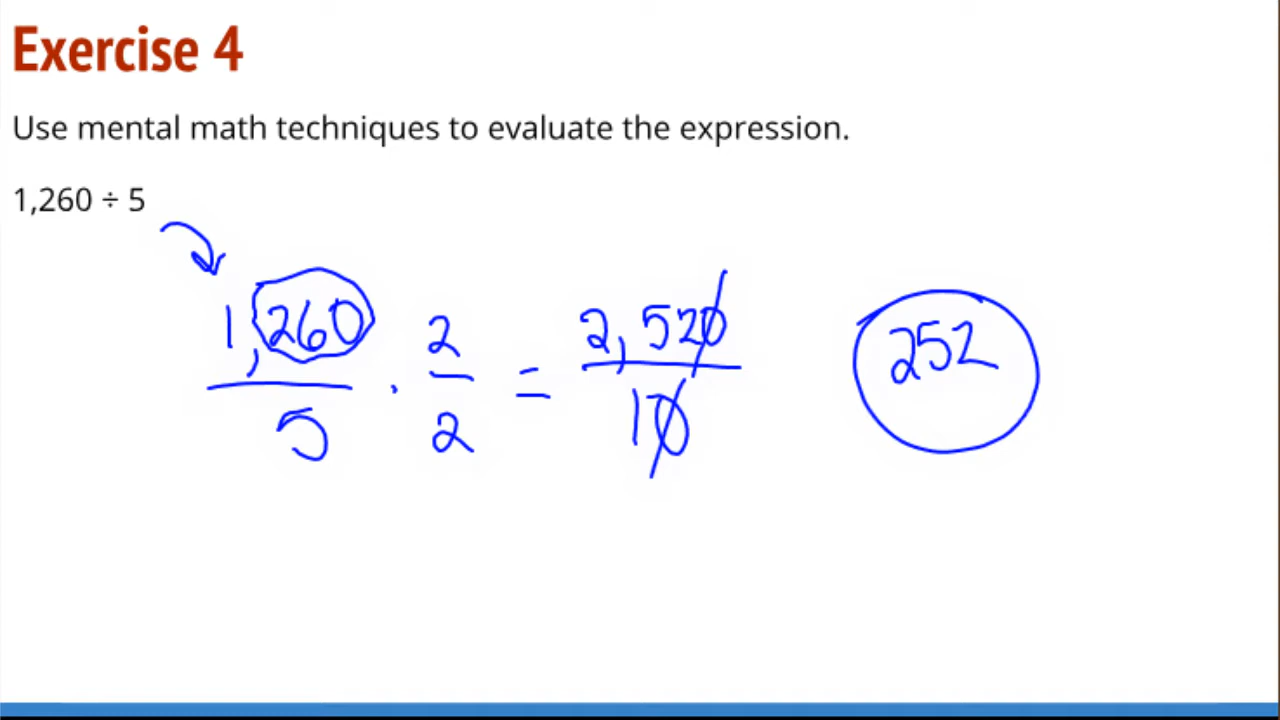 Exercise 4
Use mental math techniques to evaluate the expression.
1,260 ÷ 5
1,260 2 2,520 252
5 · 2 = 10